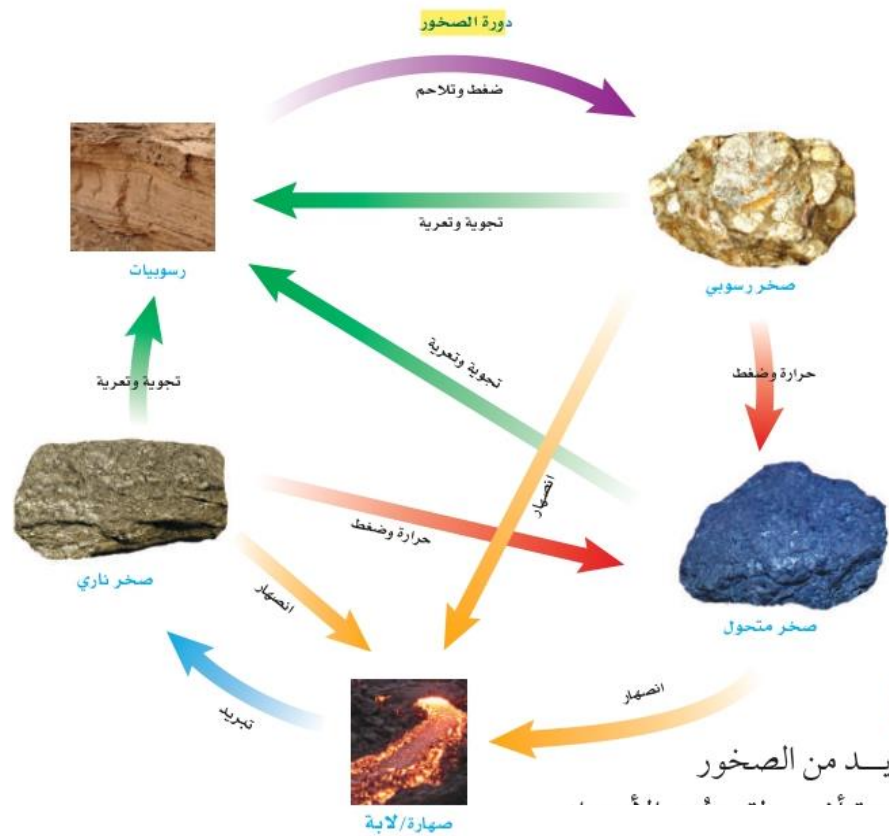 دورة الصخور
ضغط وتلاحم
تجوية وتعرية
رسوبيات
صخر رسوبي
تجوية وتعرية
تجوية وتعرية
حرارة وضغط
انصهار
حرارة وضغط
صخر ناري
صخر متحول
انصهار
انصهار
تبريد
صهارة/لابة
يــد من الصخور